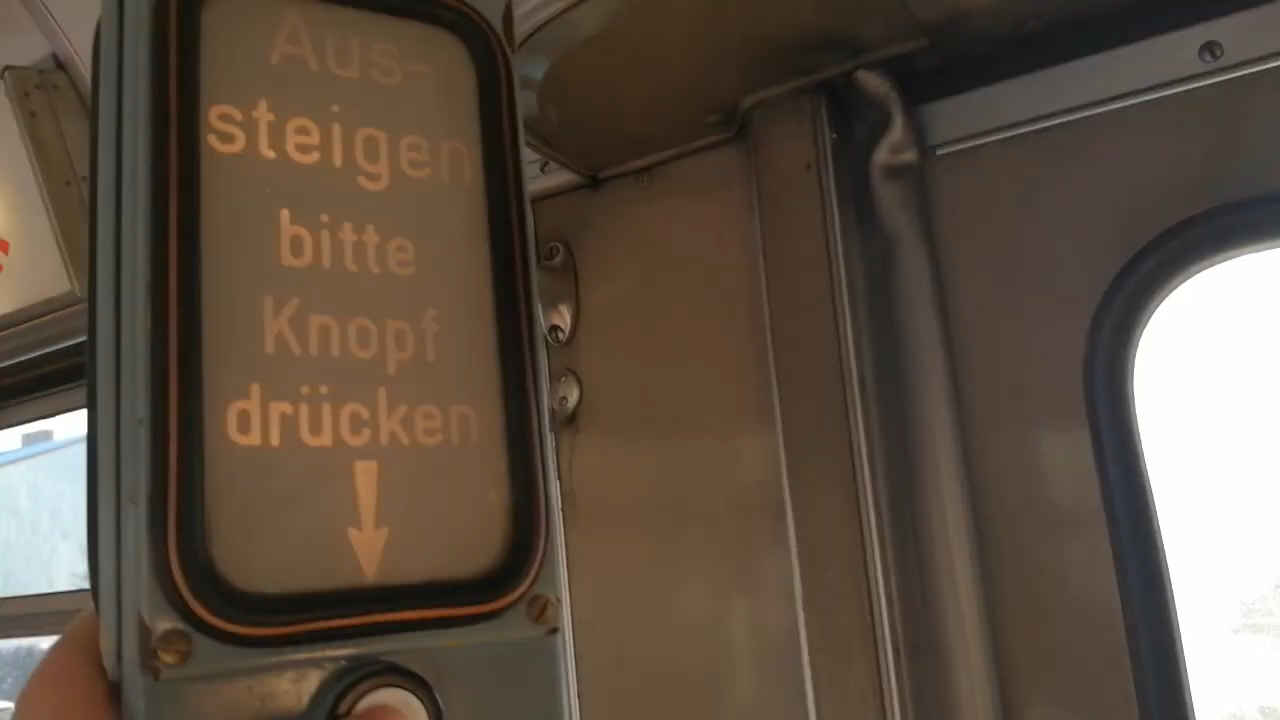 Aus-
steigen
bitte
Knopf
drücken